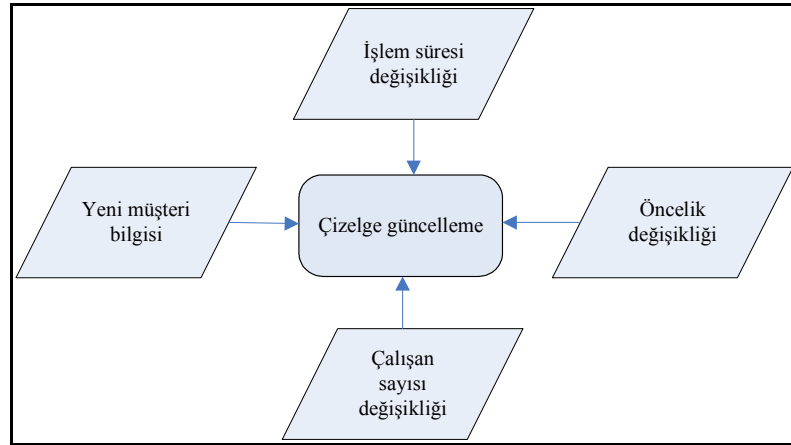 İşlem süresi
değişikliği
Yeni müşteri
bilgisi
Çizelge güncelleme
Öncelik
değişikliği
Çalışan
sayısı
değişikliği